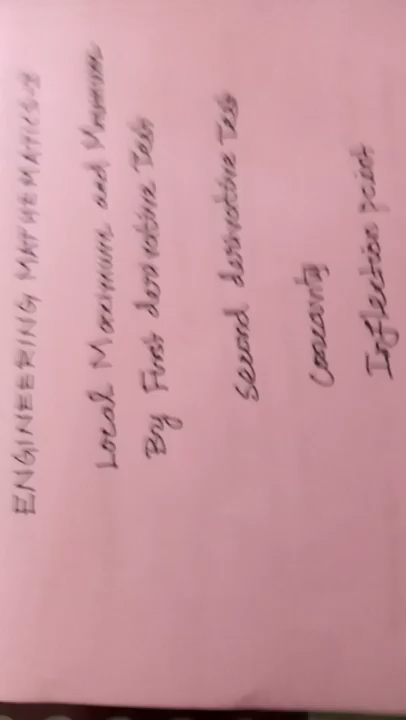 ENGINEERING MATHEMATICS-I
Local Maximum and Minimum
By First derivative Test
Second derivative Test
Concavity
Inflection point